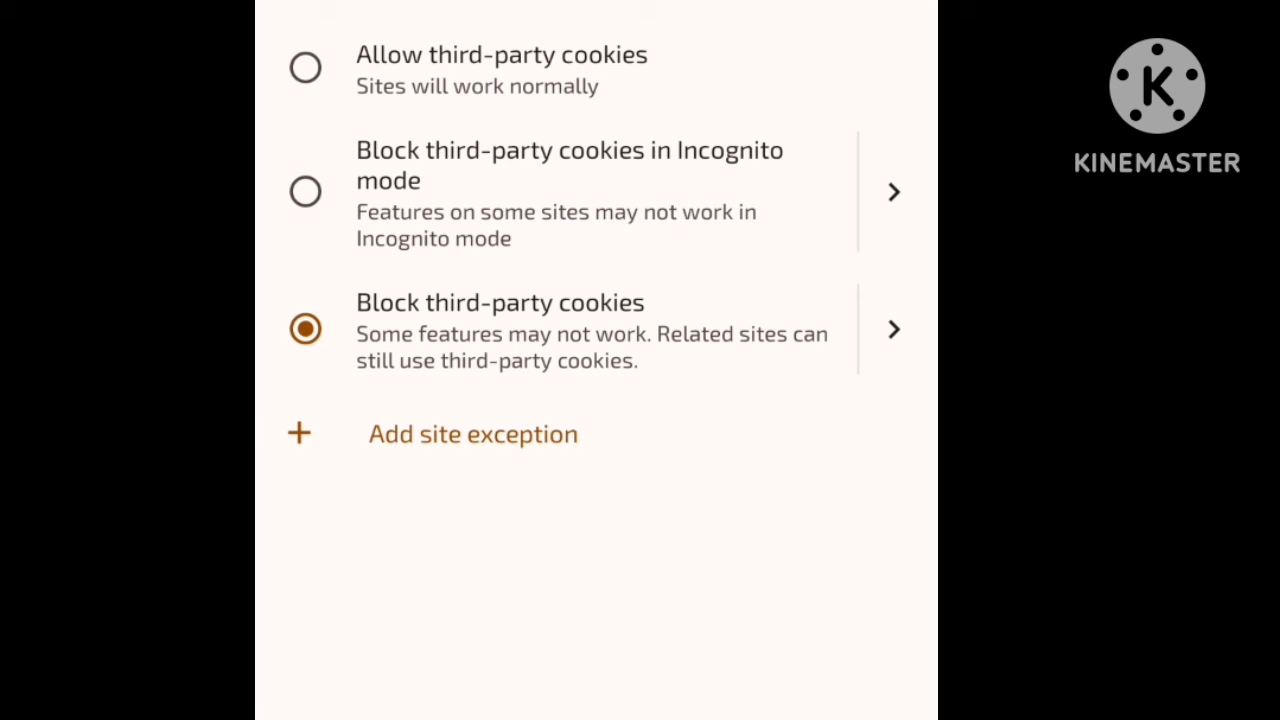 Allow third-party cookies
Sites will work normally
Block third-party cookies in Incognito
mode
Features on some sites may not work in
Incognito mode
Block third-party cookies
Some features may not work. Related sites can
still use third-party cookies.
+ Add site exception
K
KINEMASTER